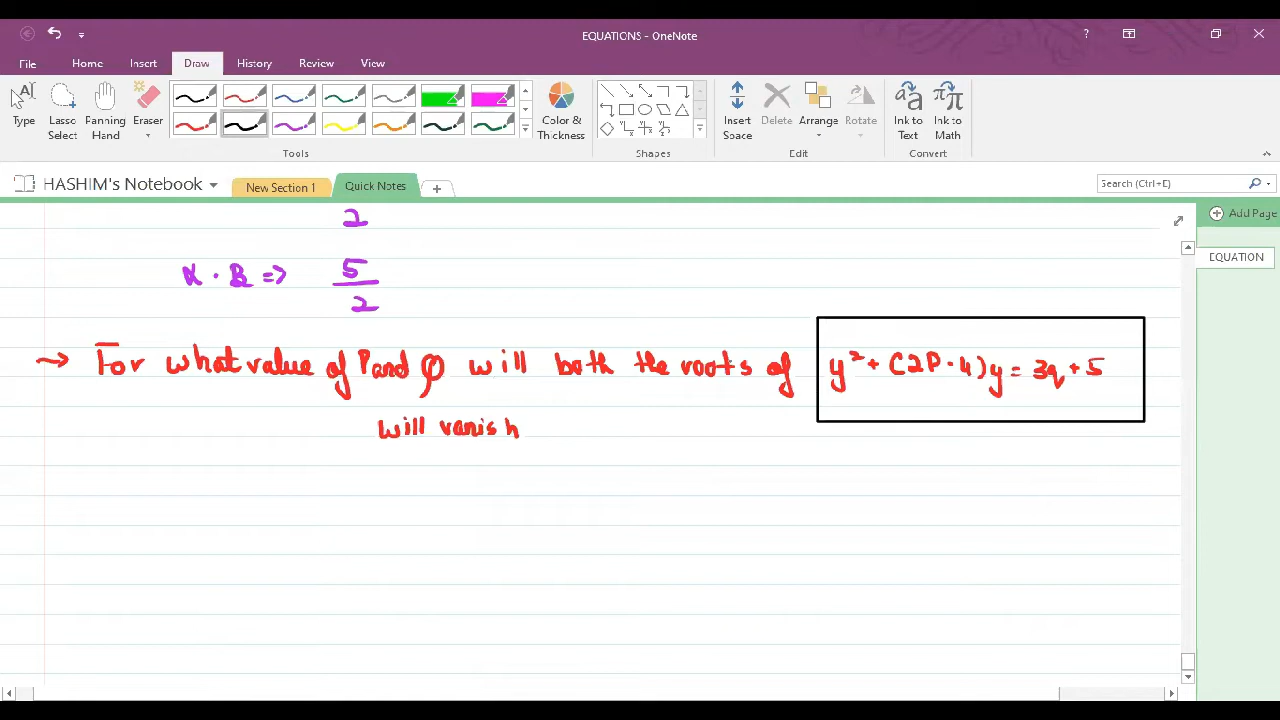 EQUATIONS - OneNote
?
File Home Insert Draw History Review View
Type Lasso Select Panning Hand Eraser Color & Thickness Insert Space Delete Arrange Rotate Ink to Text Ink to Math
Tools Shapes Edit Convert
HASHIM's Notebook New Section 1 Quick Notes + Search (Ctrl+E)
Add Page
EQUATION
2
α · β => 5/2
→ For what value of P and φ will both the roots of y² + (2P - 4)y = 3q + 5
will vanish